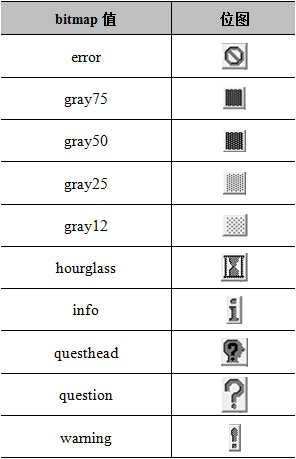 bitmap 值 位图
error
gray75
gray50
gray25
gray12
hourglass
info
questhead
question
warning